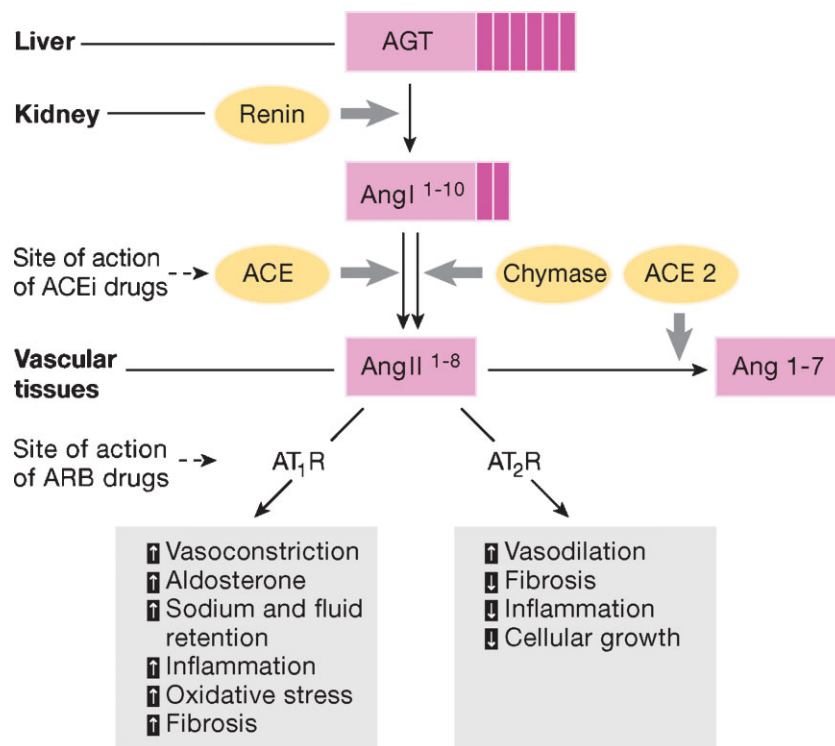 Liver
AGT
Kidney
Renin
AngI 1-10
Site of action
of ACEi drugs
ACE
Chymase
ACE 2
Vascular
tissues
AngII 1-8
Ang 1-7
Site of action
of ARB drugs
AT1R
AT2R
↑ Vasoconstriction
↑ Aldosterone
↑ Sodium and fluid
retention
↑ Inflammation
↑ Oxidative stress
↑ Fibrosis
↑ Vasodilation
↓ Fibrosis
↓ Inflammation
↓ Cellular growth